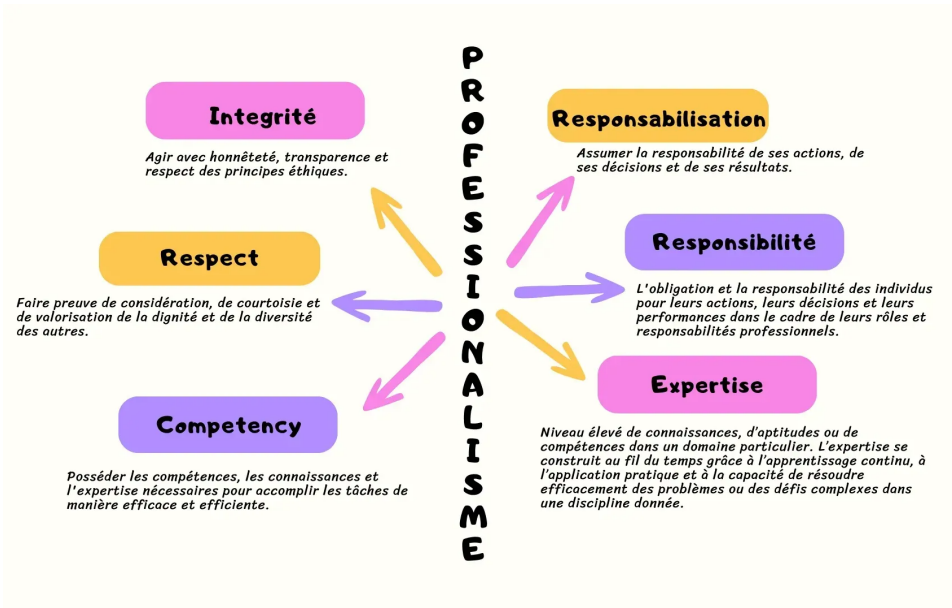 PROFESSIONALISME
Integrité
Agir avec honnêteté, transparence et
respect des principes éthiques.
Respect
Faire preuve de considération, de courtoisie et
de valorisation de la dignité et de la diversité
des autres.
Competency
Posséder les compétences, les connaissances et
l'expertise nécessaires pour accomplir les tâches de
manière efficace et efficiente.
Responsabilisation
Assumer la responsabilité de ses actions, de
ses décisions et de ses résultats.
Responsibilité
L'obligation et la responsabilité des individus
pour leurs actions, leurs décisions et leurs
performances dans le cadre de leurs rôles et
responsabilités professionnels.
Expertise
Niveau élevé de connaissances, d'aptitudes ou de
compétences dans un domaine particulier. L'expertise se
construit au fil du temps grâce à l'apprentissage continu, à
l'application pratique et à la capacité de résoudre
efficacement des problèmes ou des défis complexes dans
une discipline donnée.